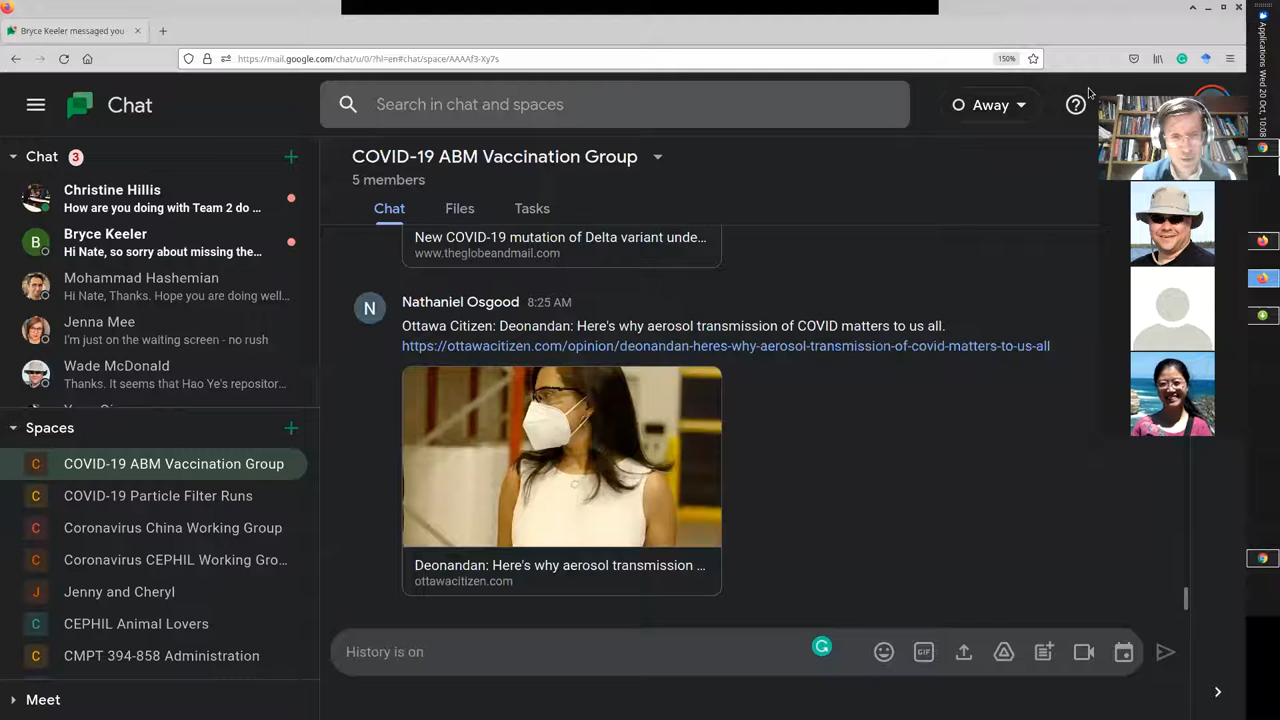 Bryce Keeler messaged you
https://mail.google.com/chat/u/0/?hl=en#chat/space/AAAAf3-Xy7s
150%
Applications Wed 20 Oct, 10:08
Chat
Search in chat and spaces
Away
Chat 3
Christine Hillis
How are you doing with Team 2 do ...
B
Bryce Keeler
Hi Nate, so sorry about missing the...
Mohammad Hashemian
Hi Nate, Thanks. Hope you are doing well...
Jenna Mee
I'm just on the waiting screen - no rush
Wade McDonald
Thanks. It seems that Hao Ye's repositor...
Spaces
C COVID-19 ABM Vaccination Group
C COVID-19 Particle Filter Runs
C Coronavirus China Working Group
C Coronavirus CEPHIL Working Gro...
J Jenny and Cheryl
C CEPHIL Animal Lovers
C CMPT 394-858 Administration
Meet
COVID-19 ABM Vaccination Group
5 members
Chat Files Tasks
New COVID-19 mutation of Delta variant unde...
www.theglobeandmail.com
N
Nathaniel Osgood 8:25 AM
Ottawa Citizen: Deonandan: Here's why aerosol transmission of COVID matters to us all.
https://ottawacitizen.com/opinion/deonandan-heres-why-aerosol-transmission-of-covid-matters-to-us-all
Deonandan: Here's why aerosol transmission ...
ottawacitizen.com
History is on
GIF